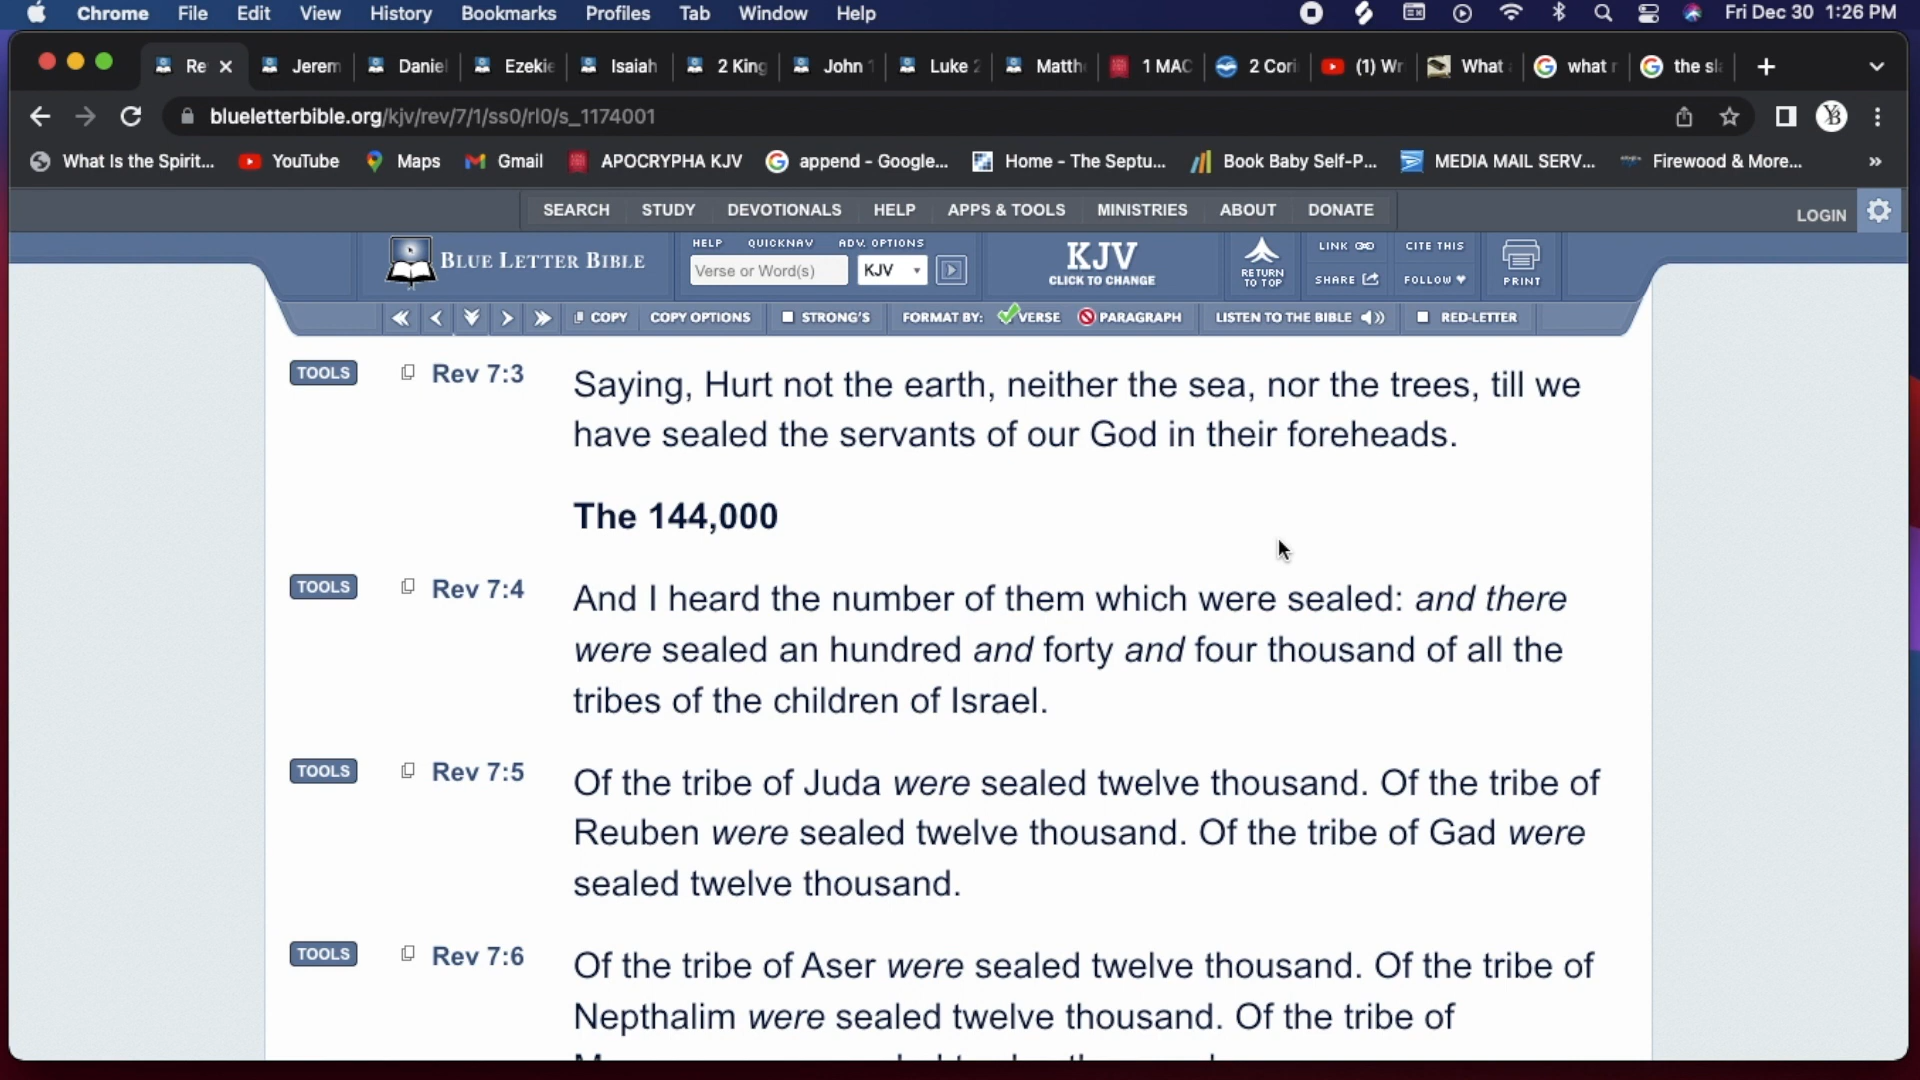 Chrome File Edit View History Bookmarks Profiles Tab Window Help Fri Dec 30 1:26 PM
Re Jerem Daniel Ezekie Isaiah 2 King John 1 Luke 2 Matth 1 MAC 2 Cori (1) Wr What what the sl
blueletterbible.org/kjv/rev/7/1/ss0/rl0/s_1174001
What Is the Spirit... YouTube Maps Gmail APOCRYPHA KJV append - Google... Home - The Septu... Book Baby Self-P... MEDIA MAIL SERV... Firewood & More... »
SEARCH STUDY DEVOTIONALS HELP APPS & TOOLS MINISTRIES ABOUT DONATE LOGIN
HELP QUICKNAV ADV. OPTIONS
BLUE LETTER BIBLE Verse or Word(s) KJV
KJV
CLICK TO CHANGE
RETURN
TO TOP
LINK CITE THIS
SHARE FOLLOW
PRINT
COPY COPY OPTIONS STRONG'S FORMAT BY: VERSE PARAGRAPH LISTEN TO THE BIBLE RED-LETTER
TOOLS Rev 7:3 Saying, Hurt not the earth, neither the sea, nor the trees, till we
have sealed the servants of our God in their foreheads.
The 144,000
TOOLS Rev 7:4 And I heard the number of them which were sealed: and there
were sealed an hundred and forty and four thousand of all the
tribes of the children of Israel.
TOOLS Rev 7:5 Of the tribe of Juda were sealed twelve thousand. Of the tribe of
Reuben were sealed twelve thousand. Of the tribe of Gad were
sealed twelve thousand.
TOOLS Rev 7:6 Of the tribe of Aser were sealed twelve thousand. Of the tribe of
Nepthalim were sealed twelve thousand. Of the tribe of